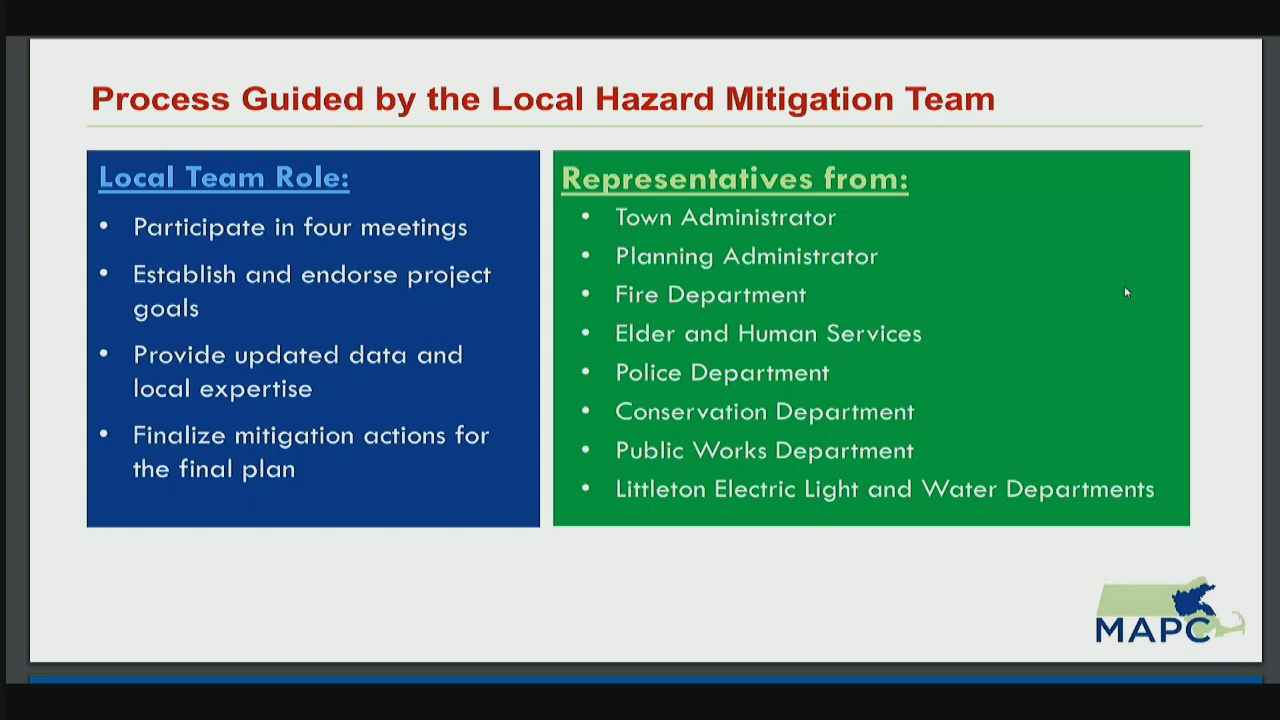 Process Guided by the Local Hazard Mitigation Team
Local Team Role:
• Participate in four meetings
• Establish and endorse project
goals
• Provide updated data and
local expertise
• Finalize mitigation actions for
the final plan
Representatives from:
• Town Administrator
• Planning Administrator
• Fire Department
• Elder and Human Services
• Police Department
• Conservation Department
• Public Works Department
• Littleton Electric Light and Water Departments
MAPC